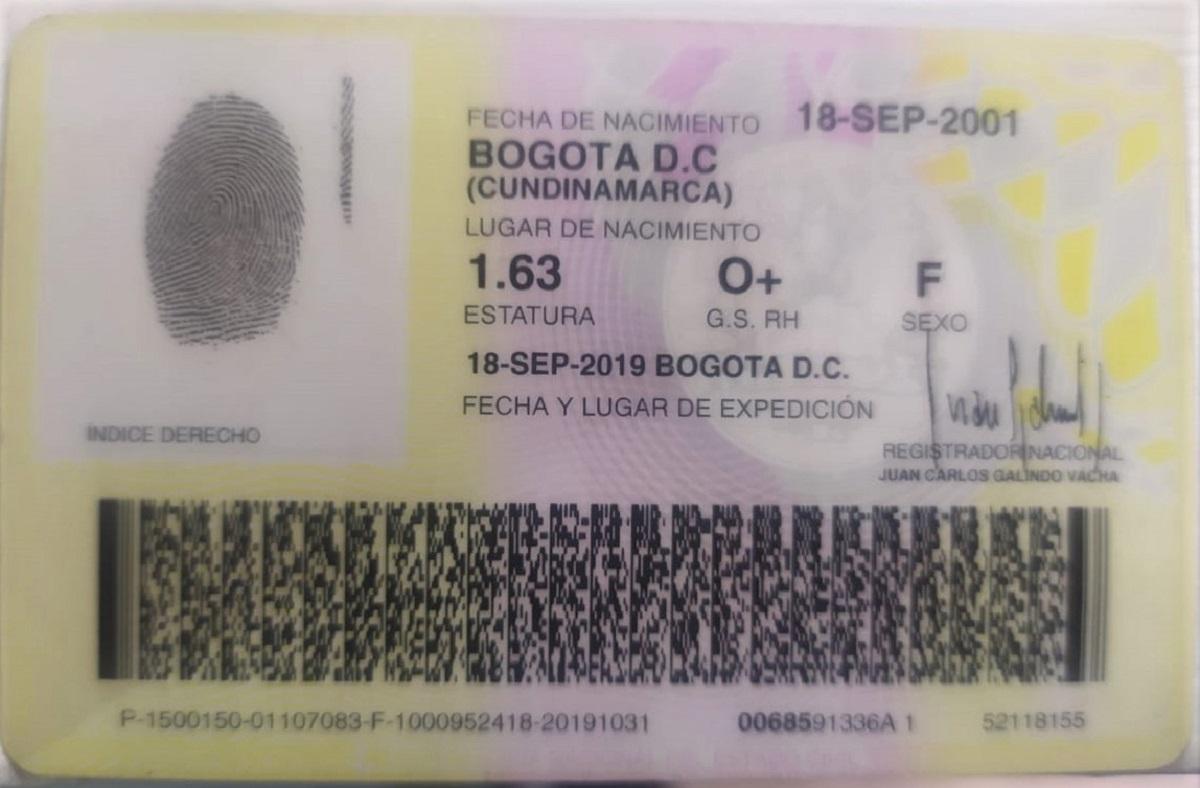 FECHA DE NACIMIENTO 18-SEP-2001
BOGOTA D.C
(CUNDINAMARCA)
LUGAR DE NACIMIENTO
1.63 O+ F
ESTATURA G.S. RH SEXO
18-SEP-2019 BOGOTA D.C.
FECHA Y LUGAR DE EXPEDICIÓN
INDICE DERECHO
REGISTRADOR NACIONAL
JUAN CARLOS GALINDO VACHA
P-1500150-01107083-F-1000952418-20191031 0068591336A 1 52118155